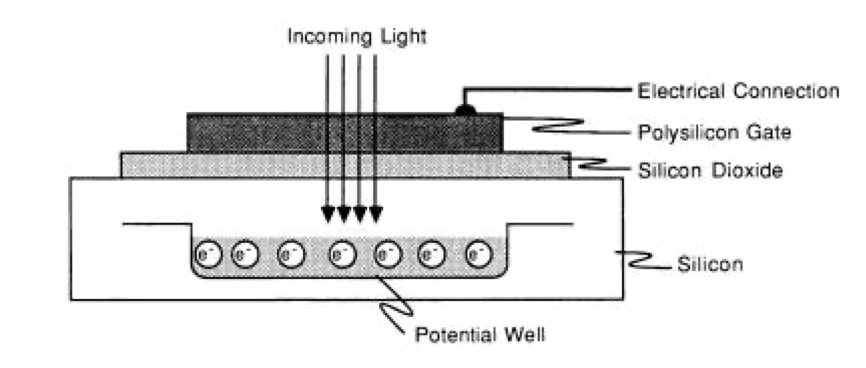 Incoming Light
Electrical Connection
Polysilicon Gate
Silicon Dioxide
e⁻ e⁻ e⁻ e⁻ e⁻ e⁻ e⁻
Silicon
Potential Well